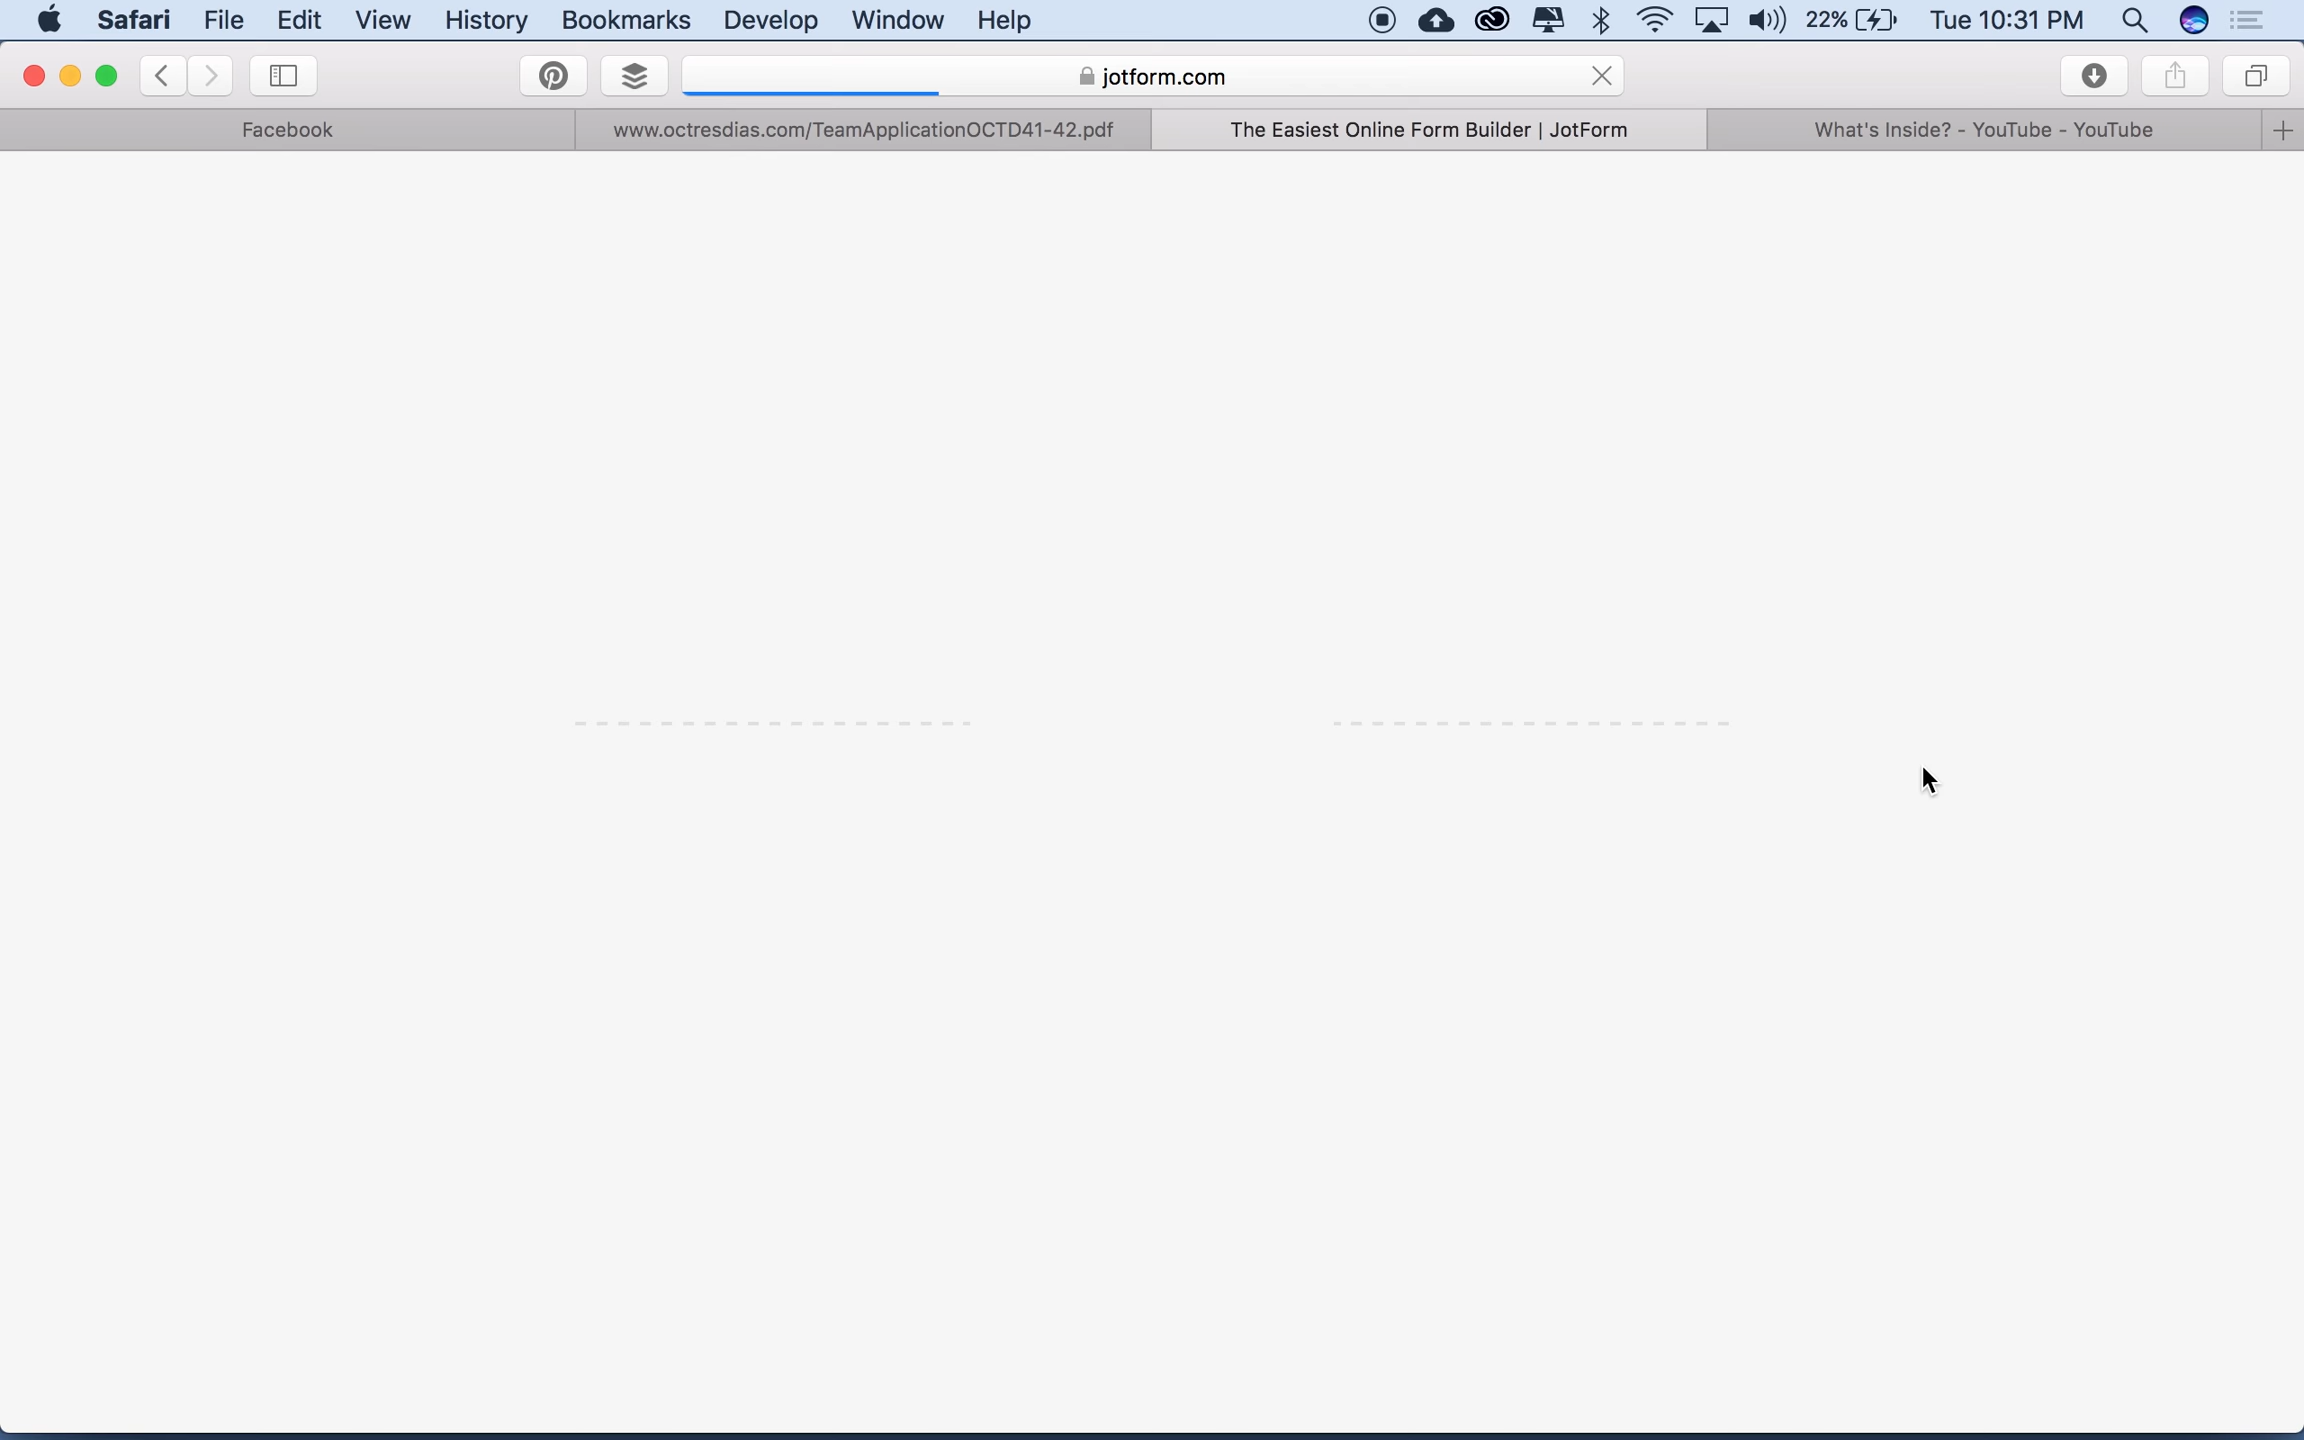 Safari File Edit View History Bookmarks Develop Window Help 22% Tue 10:31 PM
jotform.com
Facebook www.octresdias.com/TeamApplicationOCTD41-42.pdf The Easiest Online Form Builder | JotForm What's Inside? - YouTube - YouTube